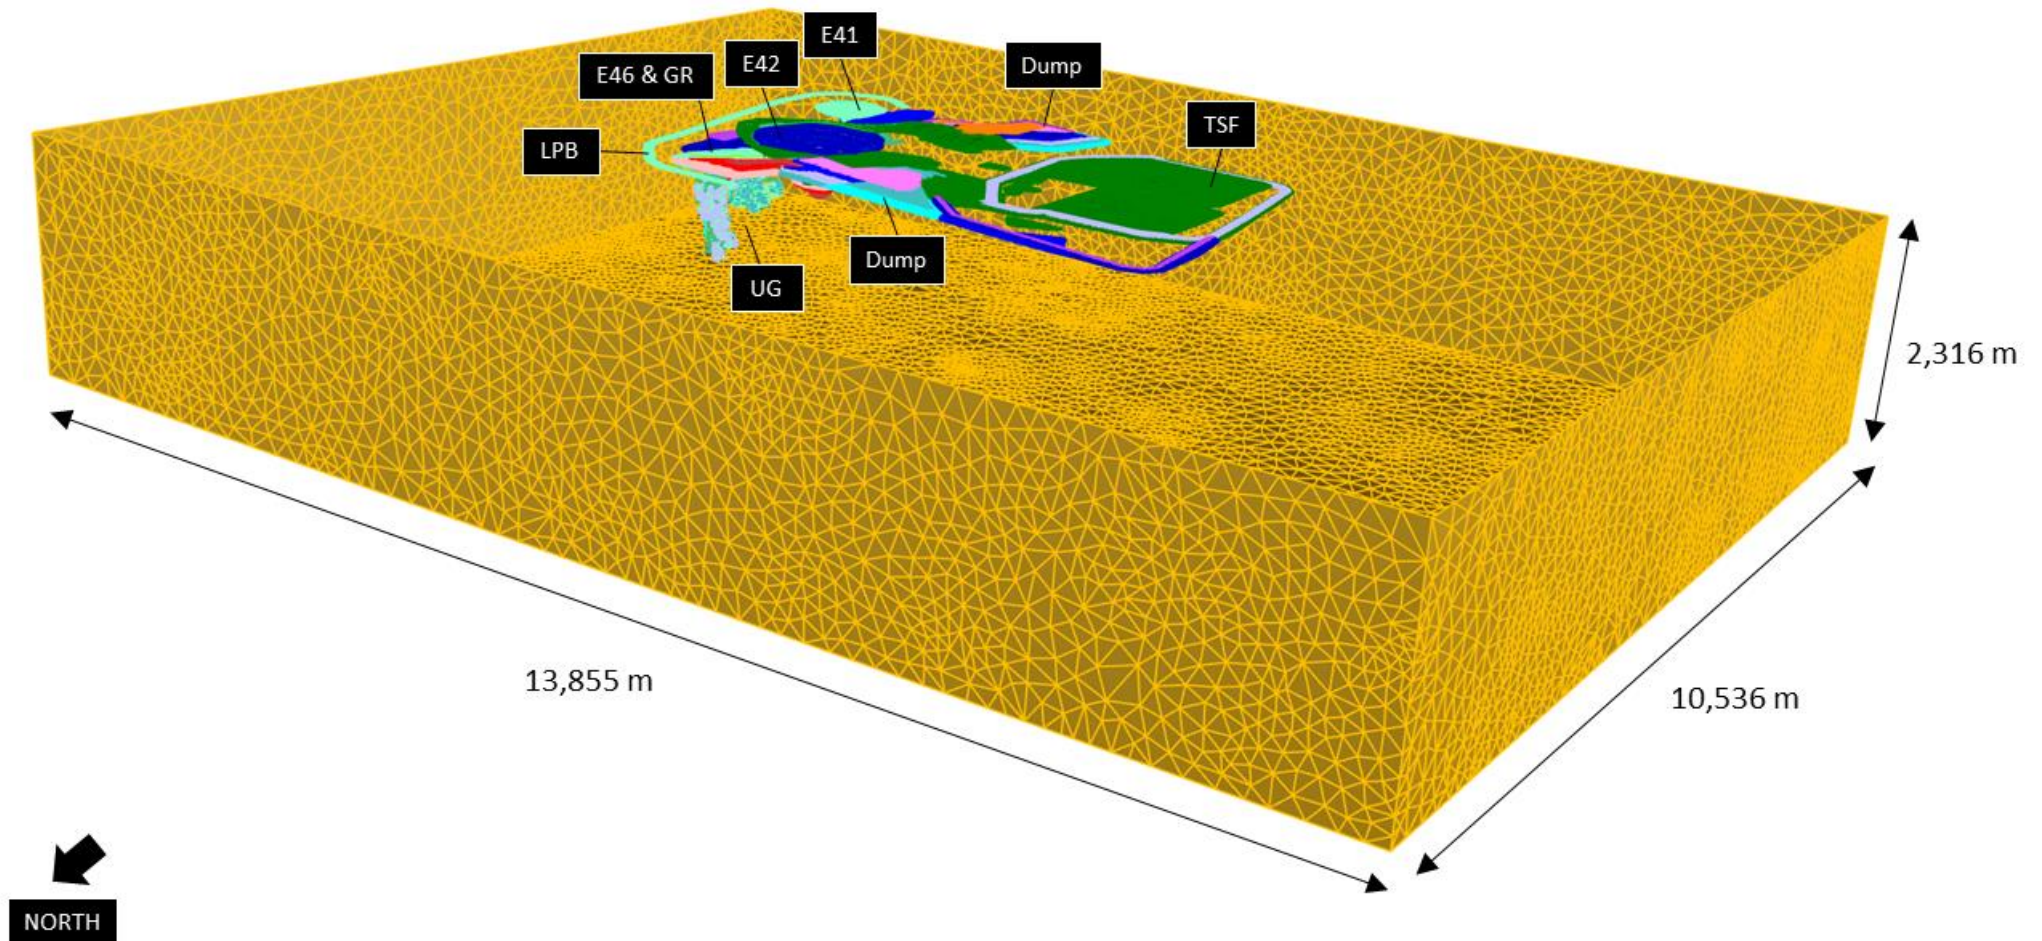 E41
E42
Dump
E46 & GR
TSF
LPB
Dump
UG
2,316 m
13,855 m
10,536 m
NORTH